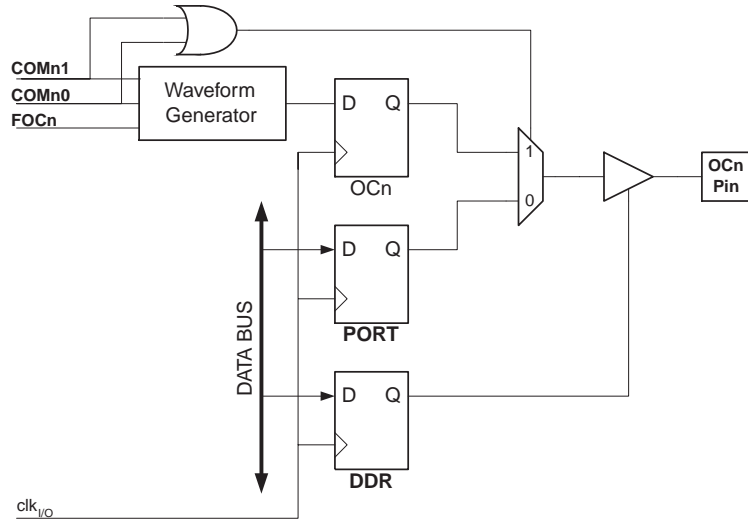 COMn1
COMn0
FOCn
Waveform
Generator
D Q
OCn
1
0
OCn
Pin
D Q
PORT
DATA BUS
D Q
DDR
clkI/O